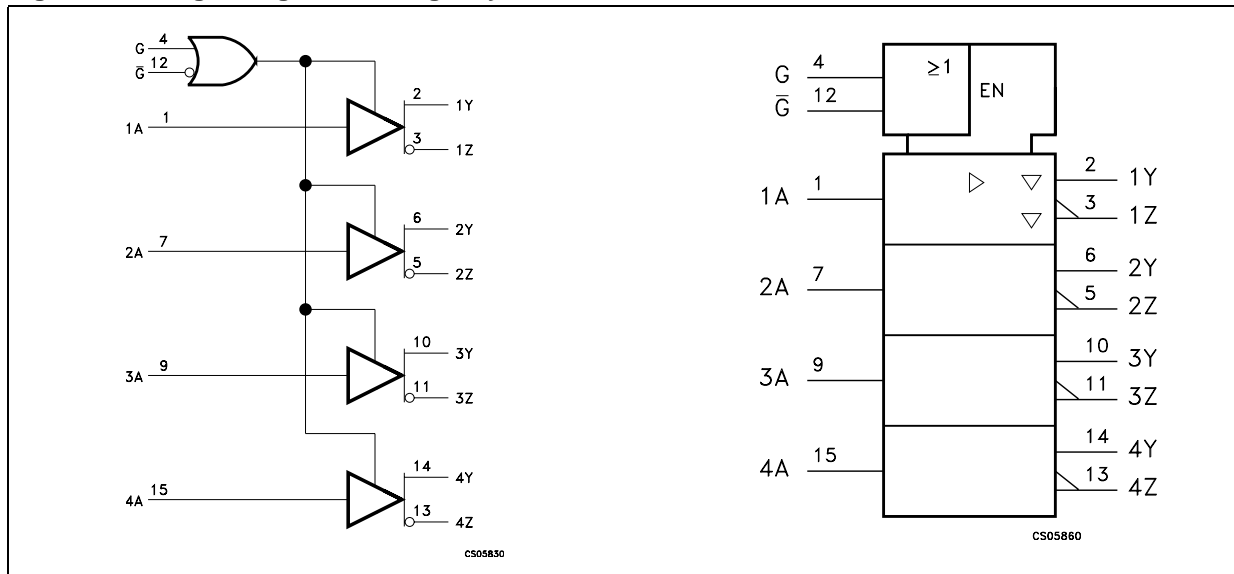 G 4
G̅ 12
1A 1
2 1Y
3 1Z
2A 7
6 2Y
5 2Z
3A 9
10 3Y
11 3Z
4A 15
14 4Y
13 4Z
CS05830
G 4
G̅ 12
≥1
EN
1A 1
2 1Y
3 1Z
2A 7
6 2Y
5 2Z
3A 9
10 3Y
11 3Z
4A 15
14 4Y
13 4Z
CS05860